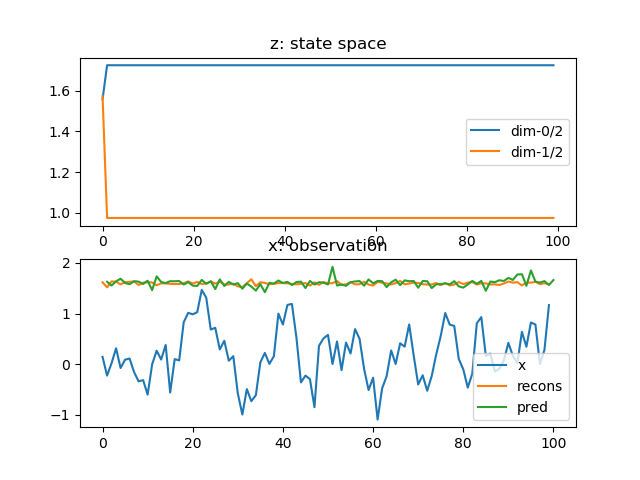 z: state space
1.6
1.4
1.2
1.0
dim-0/2
dim-1/2
0 20 40 60 80 100
x: observation
2
1
0
−1
x
recons
pred
0 20 40 60 80 100